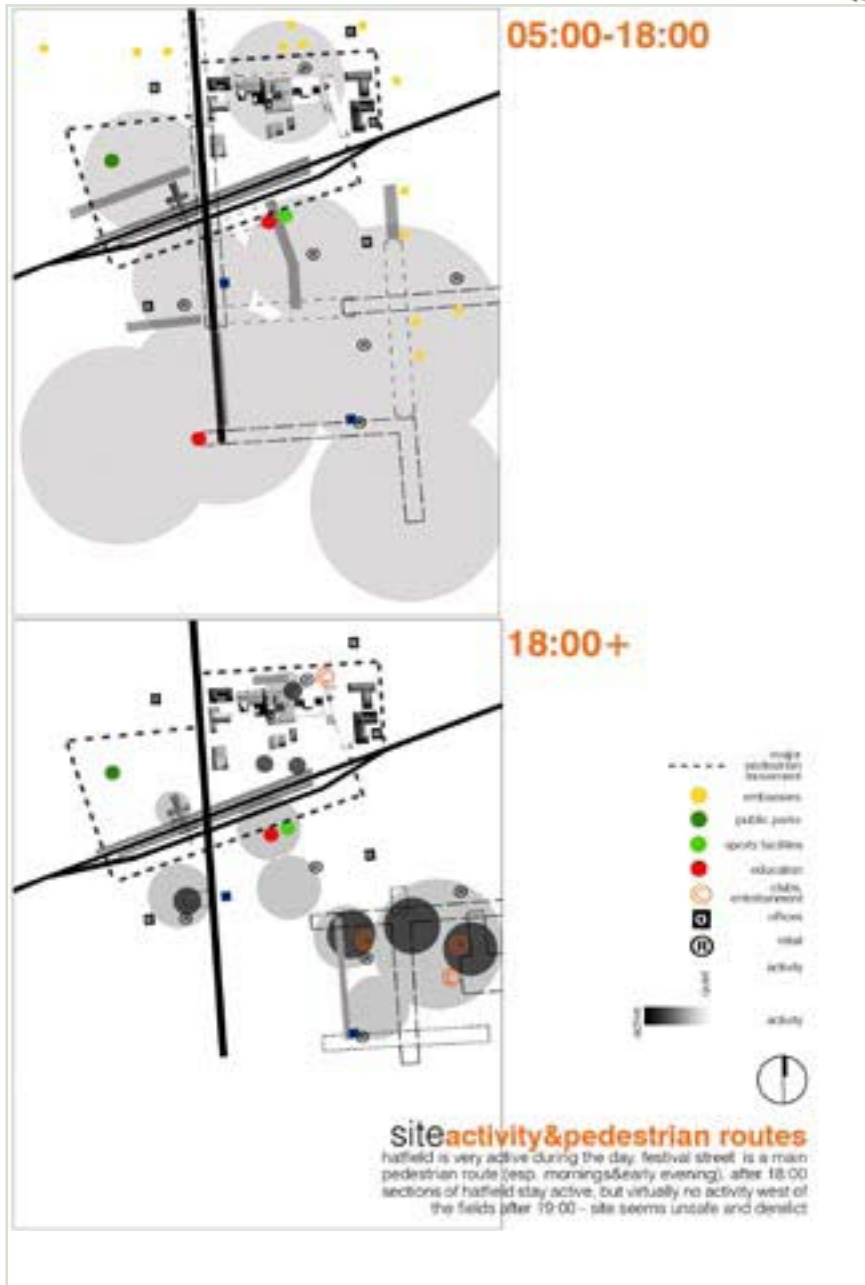 05:00-18:00
18:00+
major
pedestrian
movement
embassies
public parks
sports facilities
education
clubs,
entertainment
O
offices
R
retail
quiet
activity
active
activity
siteactivity&pedestrian routes
hatfield is very active during the day. festival street is a main
pedestrian route (esp. mornings&early evening). after 18:00
sections of hatfield stay active, but virtually no activity west of
the fields after 19:00 - site seems unsafe and derelict